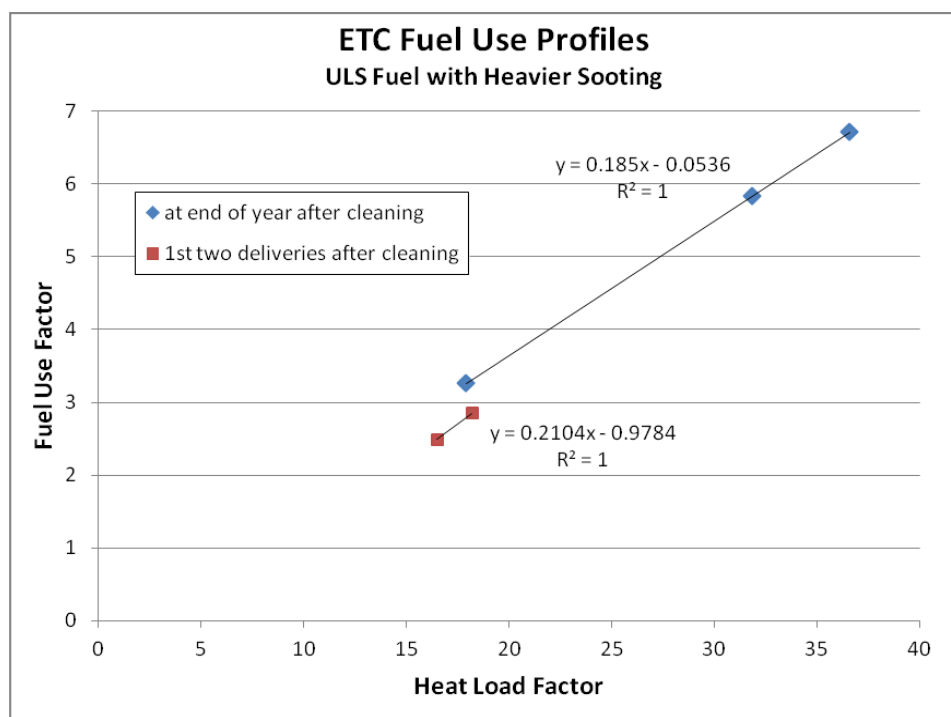 ETC Fuel Use Profiles
ULS Fuel with Heavier Sooting
7
6
5
4
3
2
1
0
Fuel Use Factor
y = 0.185x - 0.0536
R² = 1
at end of year after cleaning
1st two deliveries after cleaning
y = 0.2104x - 0.9784
R² = 1
0 5 10 15 20 25 30 35 40
Heat Load Factor